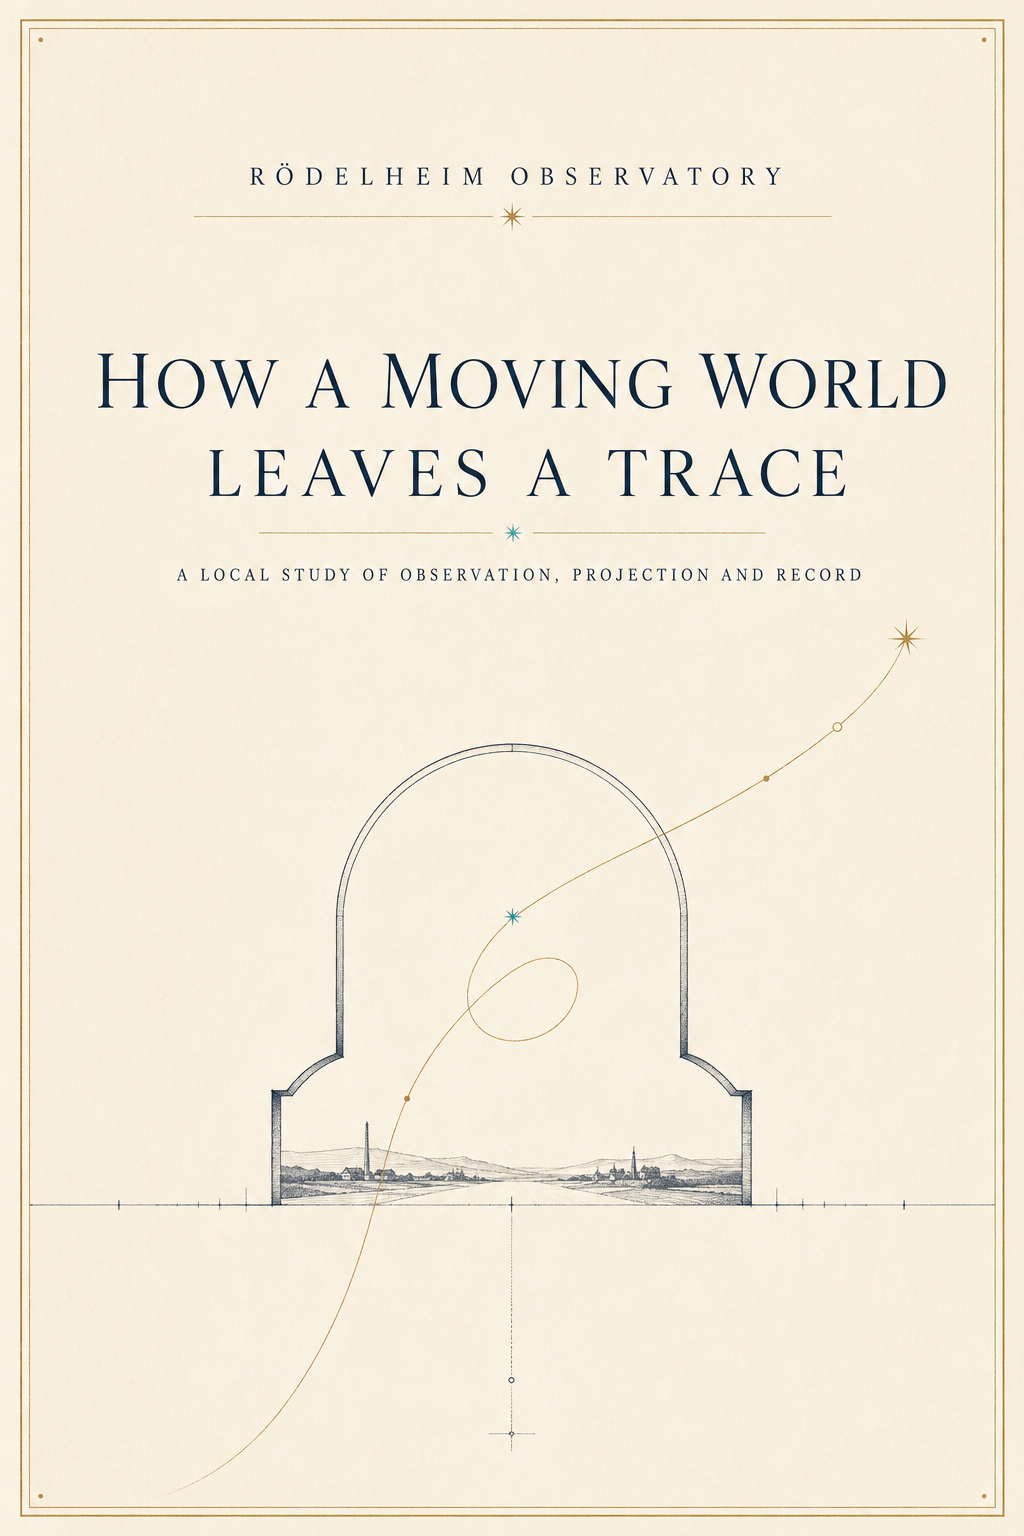 RÖDELHEIM OBSERVATORY
HOW A MOVING WORLD
LEAVES A TRACE
A LOCAL STUDY OF OBSERVATION, PROJECTION AND RECORD